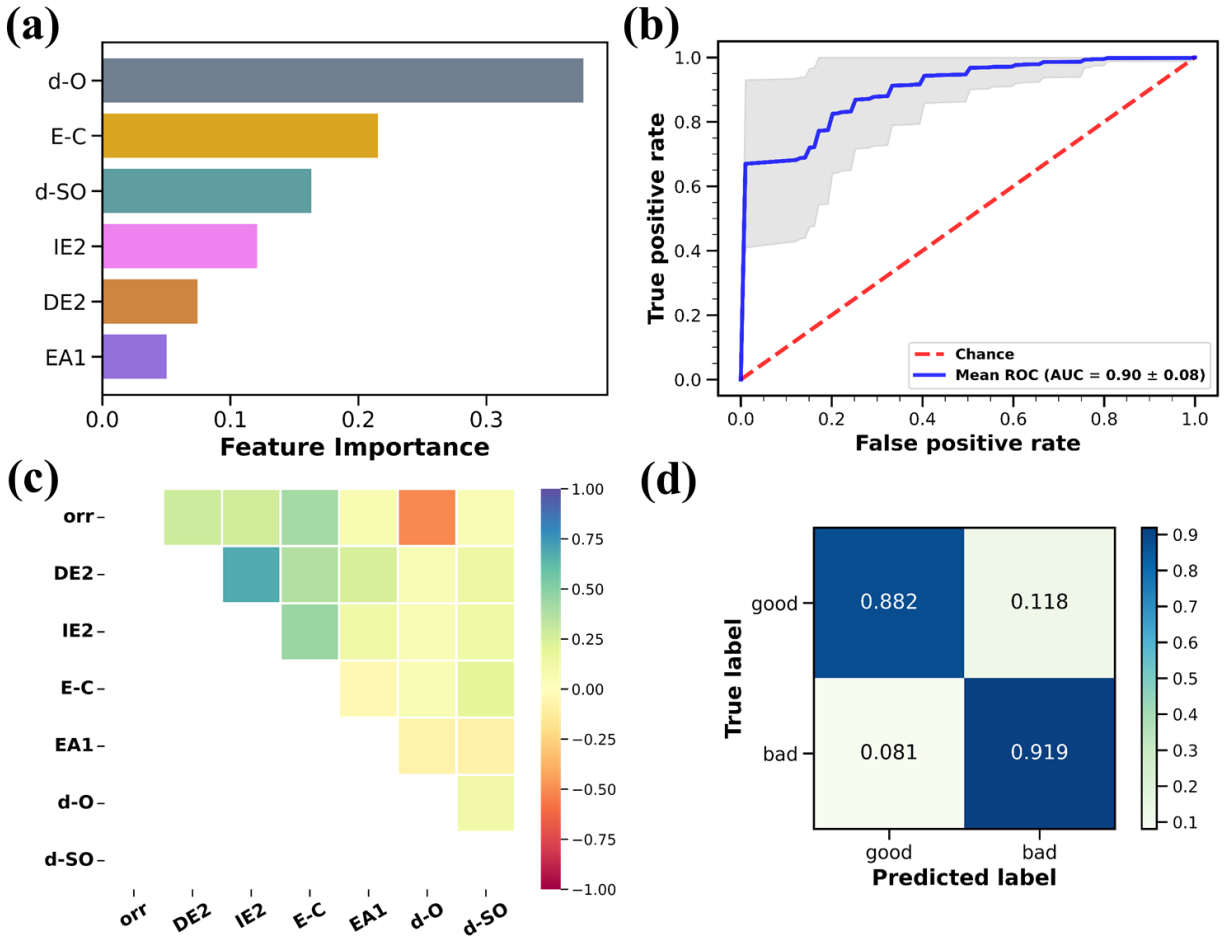 (a)
d-O
E-C
d-SO
IE2
DE2
EA1
0.0 0.1 0.2 0.3
Feature Importance
(b)
True positive rate
1.0
0.8
0.6
0.4
0.2
0.0
Chance
Mean ROC (AUC = 0.90 ± 0.08)
0.0 0.2 0.4 0.6 0.8 1.0
False positive rate
(c)
orr
DE2
IE2
E-C
EA1
d-O
d-SO
orr DE2 IE2 E-C EA1 d-O d-SO
1.00
0.75
0.50
0.25
0.00
−0.25
−0.50
−0.75
−1.00
(d)
True label
good
bad
0.882 0.118
0.081 0.919
good bad
Predicted label
0.9
0.8
0.7
0.6
0.5
0.4
0.3
0.2
0.1